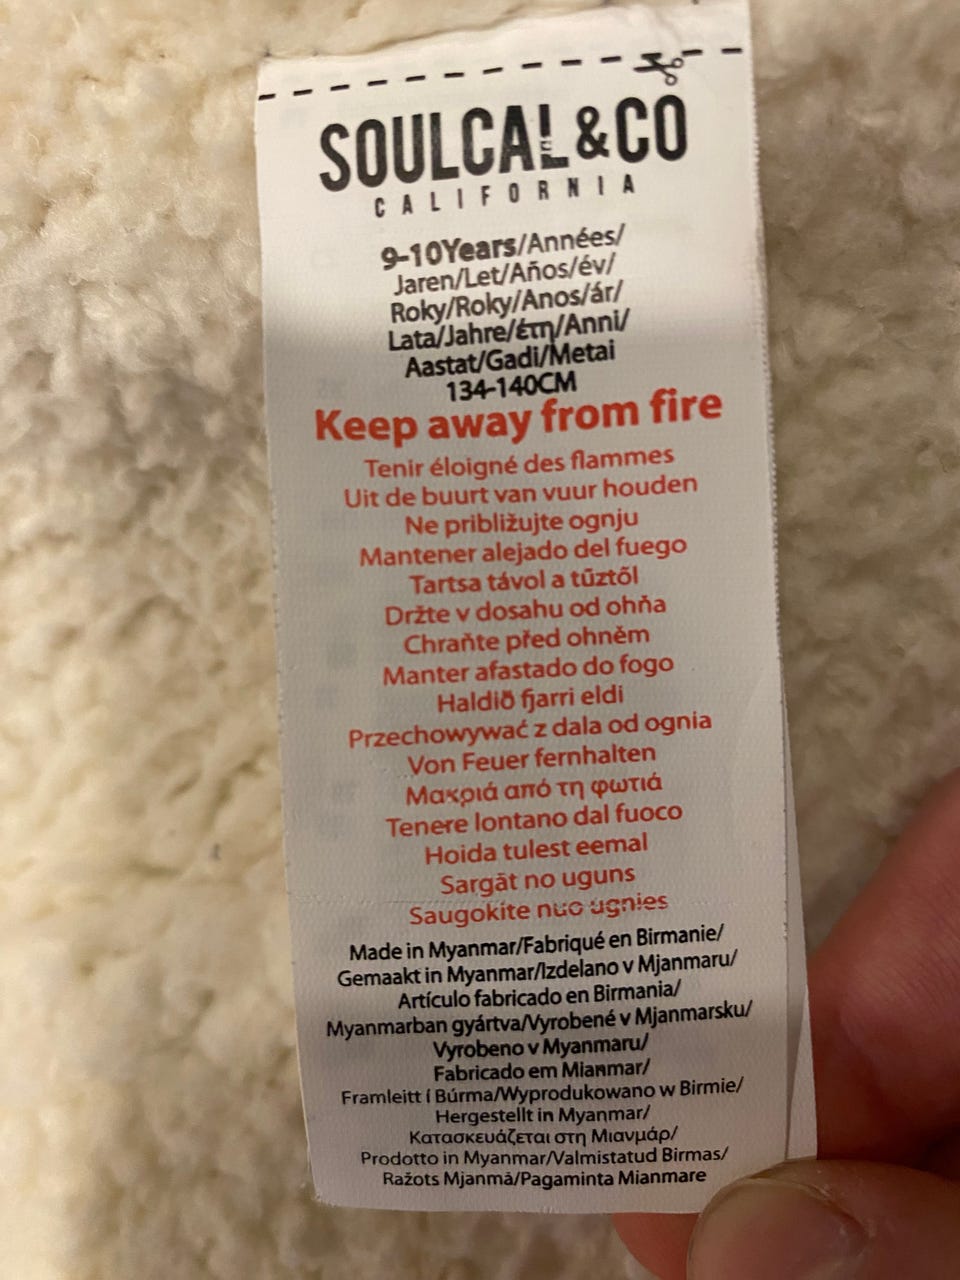 SOULCAL&CO
CALIFORNIA
9-10Years/Années/
Jaren/Let/Años/év/
Roky/Roky/Anos/ár/
Lata/Jahre/έτη/Anni/
Aastat/Gadi/Metai
134-140CM
Keep away from fire
Tenir éloigné des flammes
Uit de buurt van vuur houden
Ne približujte ognju
Mantener alejado del fuego
Tartsa távol a tűztől
Držte v dosahu od ohňa
Chraňte před ohněm
Manter afastado do fogo
Haldið fjarri eldi
Przechowywać z dala od ognia
Von Feuer fernhalten
Μακριά από τη φωτιά
Tenere lontano dal fuoco
Hoida tulest eemal
Sargāt no uguns
Saugokite nuo ugnies
Made in Myanmar/Fabriqué en Birmanie/
Gemaakt in Myanmar/Izdelano v Mjanmaru/
Artículo fabricado en Birmania/
Myanmarban gyártva/Vyrobené v Mjanmarsku/
Vyrobeno v Myanmaru/
Fabricado em Mianmar/
Framleitt í Búrma/Wyprodukowano w Birmie/
Hergestellt in Myanmar/
Κατασκευάζεται στη Μιανμάρ/
Prodotto in Myanmar/Valmistatud Birmas/
Ražots Mjanmā/Pagaminta Mianmare